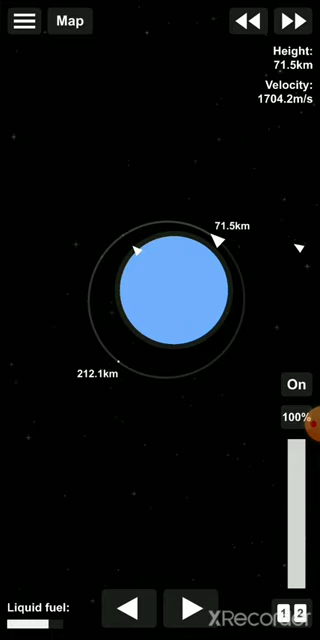 Map
Height:
71.5km
Velocity:
1704.2m/s
71.5km
212.1km
On
100%
Liquid fuel:
1 2
XRecorder